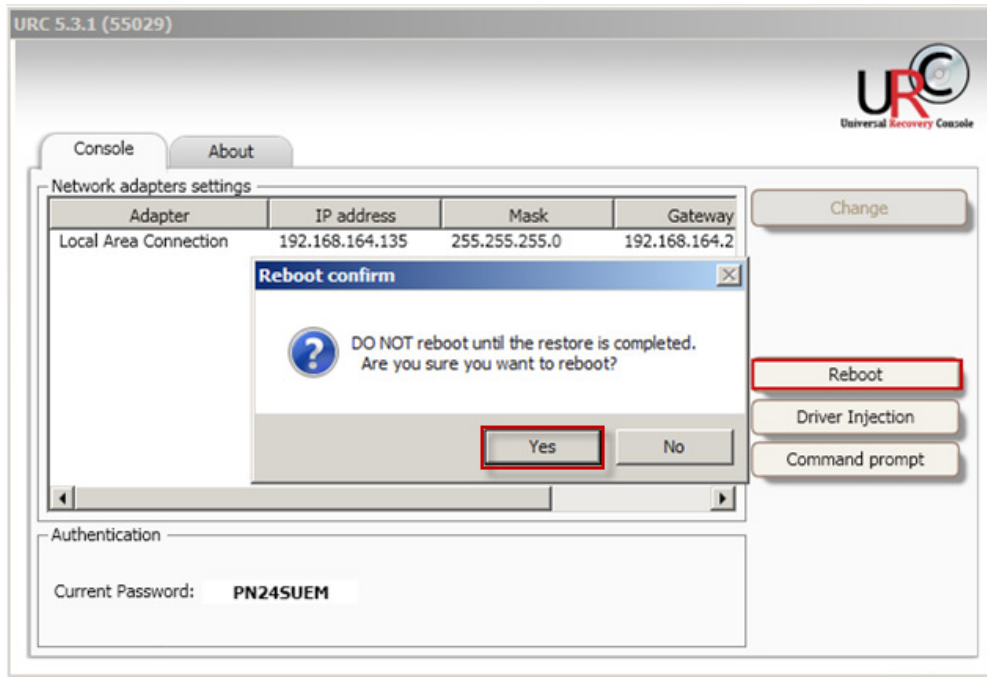 URC 5.3.1 (55029)
URC
Universal Recovery Console
Console About
Network adapters settings
Adapter IP address Mask Gateway
Local Area Connection 192.168.164.135 255.255.255.0 192.168.164.2
Change
Reboot confirm
DO NOT reboot until the restore is completed.
Are you sure you want to reboot?
Yes No
Reboot
Driver Injection
Command prompt
Authentication
Current Password: PN24SUEM